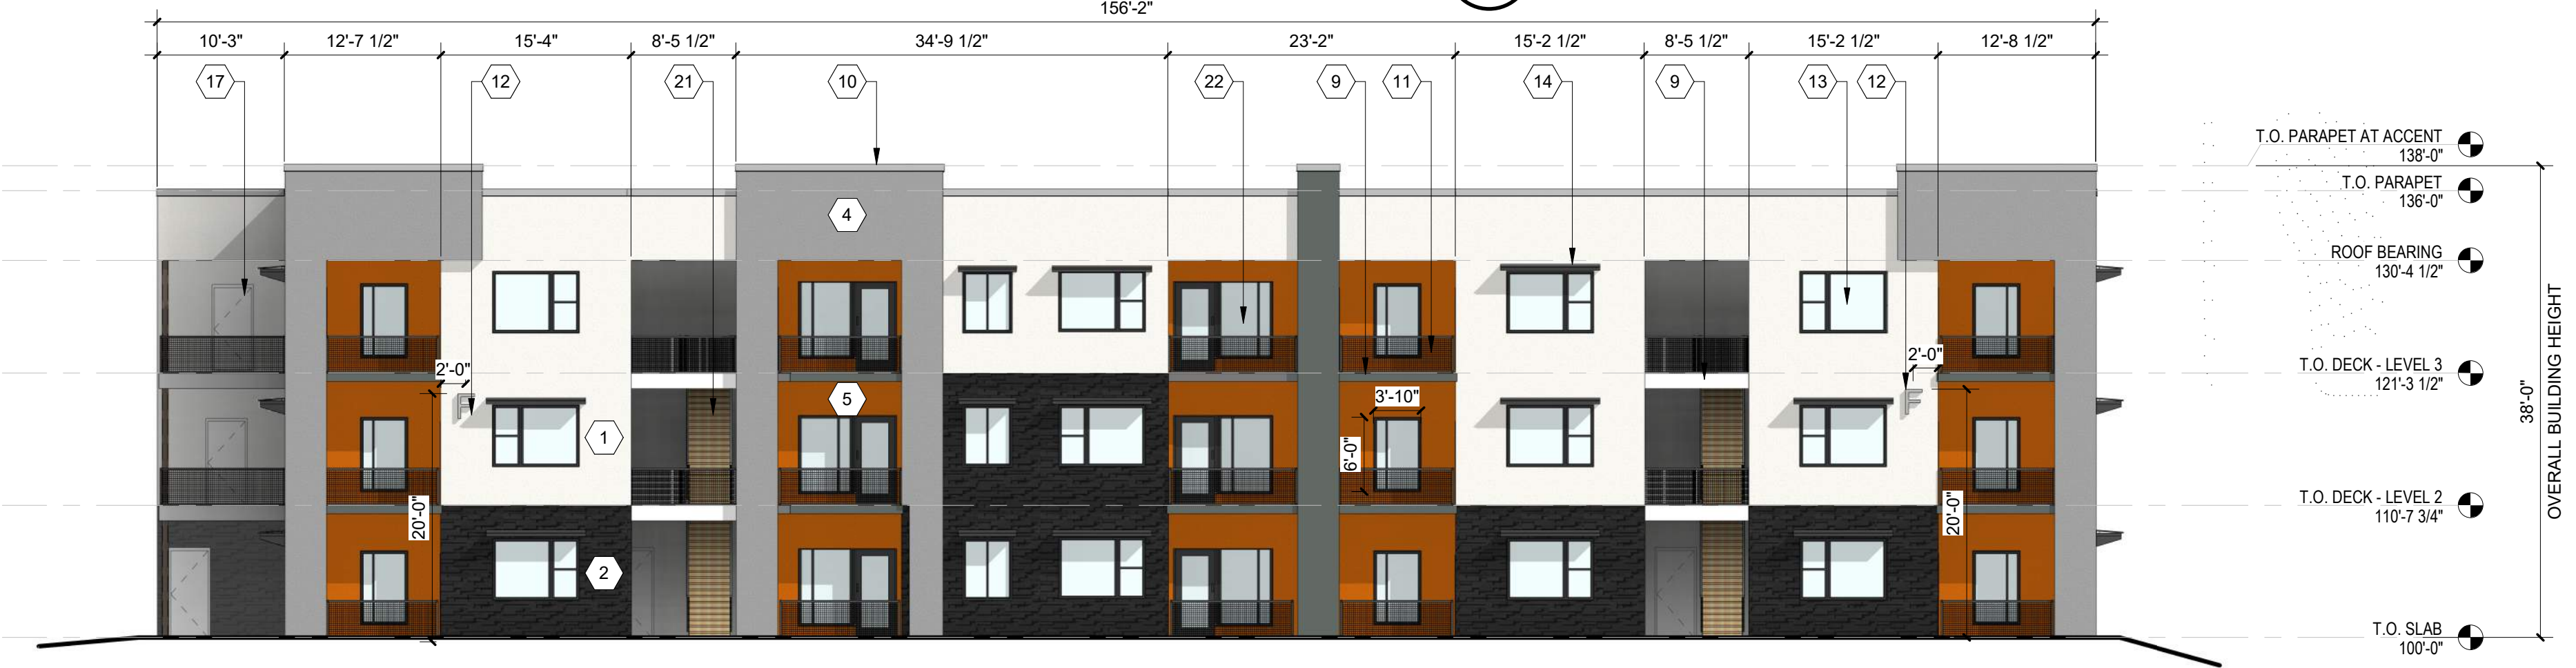 156'-2"
10'-3" 12'-7 1/2" 15'-4" 8'-5 1/2" 34'-9 1/2" 23'-2" 15'-2 1/2" 8'-5 1/2" 15'-2 1/2" 12'-8 1/2"
17 12 21 10 22 9 11 14 9 13 12
T.O. PARAPET AT ACCENT
138'-0"
T.O. PARAPET
136'-0"
4
ROOF BEARING
130'-4 1/2"
2'-0" 2'-0"
T.O. DECK - LEVEL 3
121'-3 1/2"
5
3'-10"
F F
1
6'-0"
38'-0"
OVERALL BUILDING HEIGHT
20'-0" 20'-0"
T.O. DECK - LEVEL 2
110'-7 3/4"
2
T.O. SLAB
100'-0"